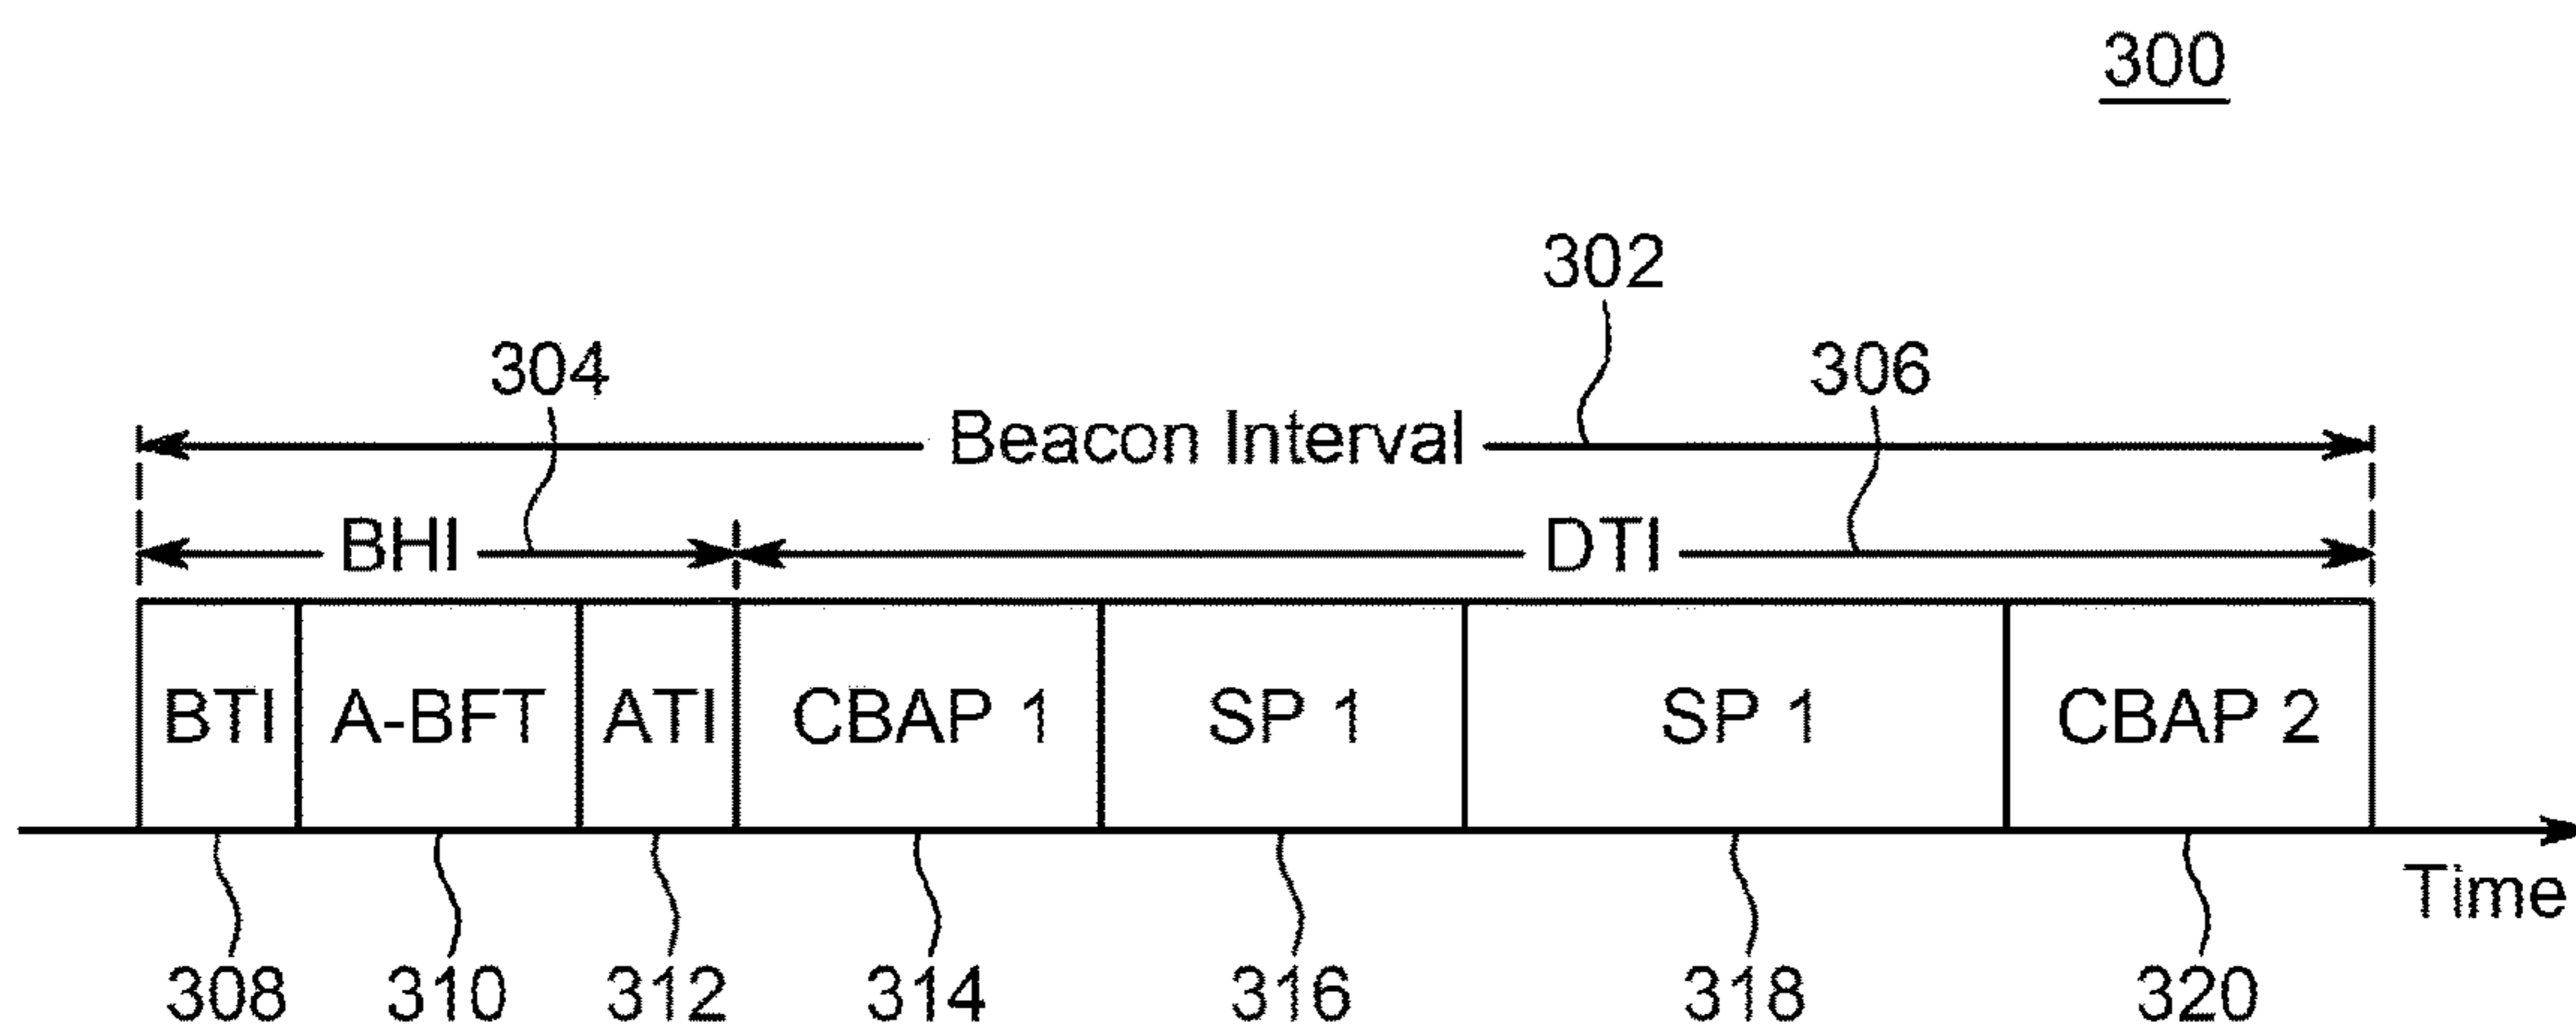 300
302
304
306
Beacon Interval
BHI
DTI
BTI A-BFT ATI CBAP 1 SP 1 SP 1 CBAP 2
Time
308 310 312 314 316 318 320